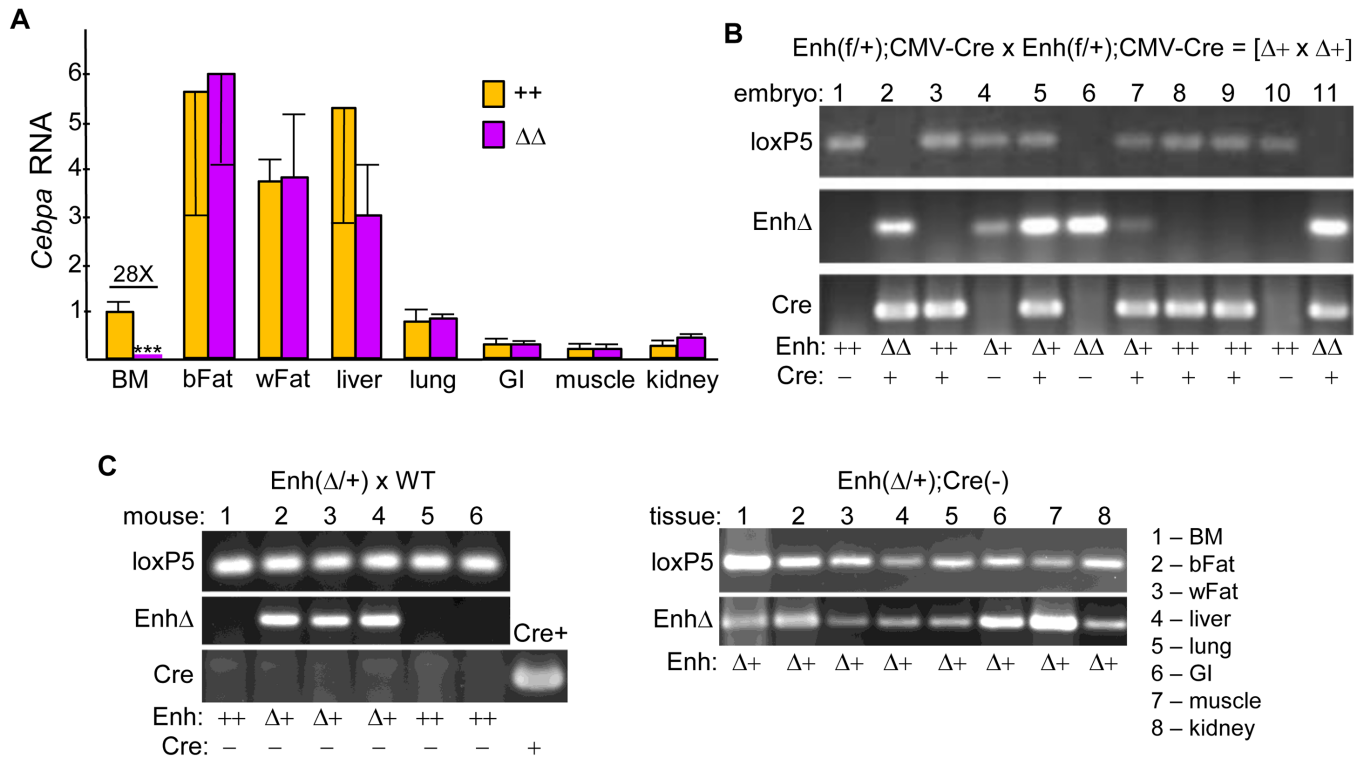 A
Cebpa RNA
6
5
4
3
2
1
28X
***
++
ΔΔ
BM bFat wFat liver lung GI muscle kidney
B
Enh(f/+);CMV-Cre x Enh(f/+);CMV-Cre = [Δ+ x Δ+]
embryo: 1 2 3 4 5 6 7 8 9 10 11
loxP5
EnhΔ
Cre
Enh: ++ ΔΔ ++ Δ+ Δ+ ΔΔ Δ+ ++ ++ ++ ΔΔ
Cre: – + + – + – + + + – +
C
Enh(Δ/+) x WT
mouse: 1 2 3 4 5 6
loxP5
EnhΔ
Cre+
Cre
Enh: ++ Δ+ Δ+ Δ+ ++ ++
Cre: – – – – – – +
Enh(Δ/+);Cre(-)
tissue: 1 2 3 4 5 6 7 8
loxP5
EnhΔ
Enh: Δ+ Δ+ Δ+ Δ+ Δ+ Δ+ Δ+ Δ+
1 – BM
2 – bFat
3 – wFat
4 – liver
5 – lung
6 – GI
7 – muscle
8 – kidney